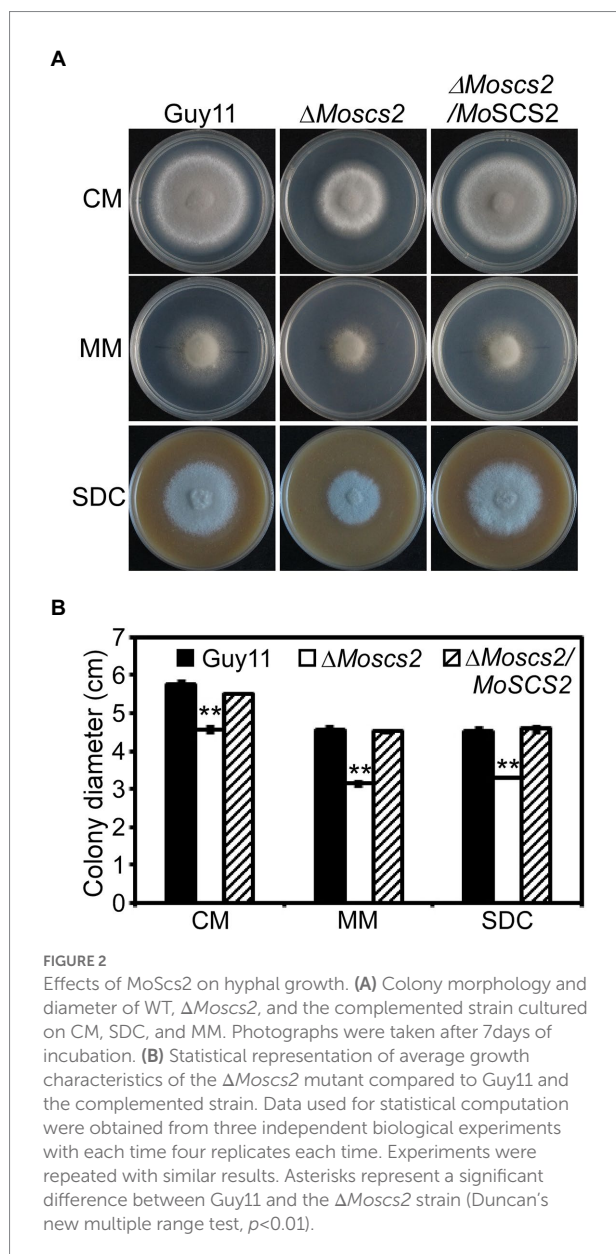 A
Guy11
ΔMoscs2
ΔMoscs2
/MoSCS2
CM
MM
SDC
B
7
6
5
4
3
2
1
0
Colony diameter (cm)
Guy11
ΔMoscs2
ΔMoscs2/
MoSCS2
**
**
**
CM
MM
SDC
FIGURE 2
Effects of MoScs2 on hyphal growth. (A) Colony morphology and
diameter of WT, ΔMoscs2, and the complemented strain cultured
on CM, SDC, and MM. Photographs were taken after 7days of
incubation. (B) Statistical representation of average growth
characteristics of the ΔMoscs2 mutant compared to Guy11 and
the complemented strain. Data used for statistical computation
were obtained from three independent biological experiments
with each time four replicates each time. Experiments were
repeated with similar results. Asterisks represent a significant
difference between Guy11 and the ΔMoscs2 strain (Duncan's
new multiple range test, p<0.01).